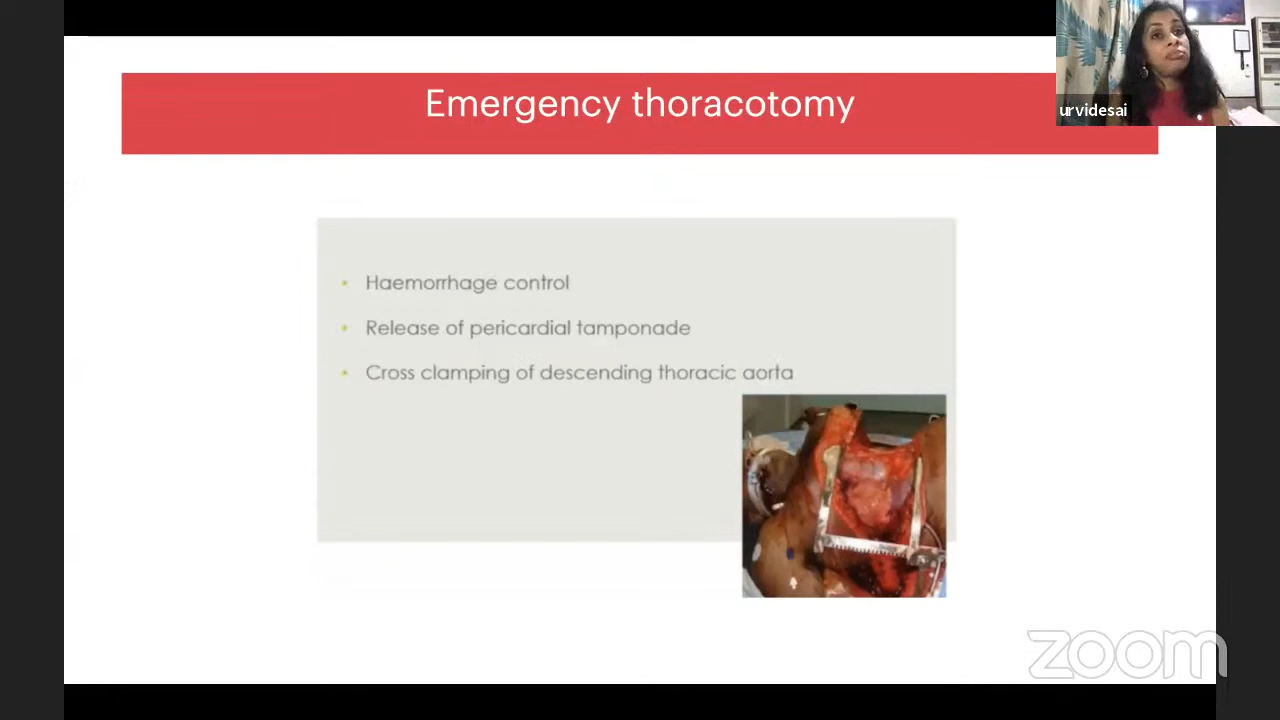 Emergency thoracotomy
urvidesai
• Haemorrhage control
• Release of pericardial tamponade
• Cross clamping of descending thoracic aorta
zoom